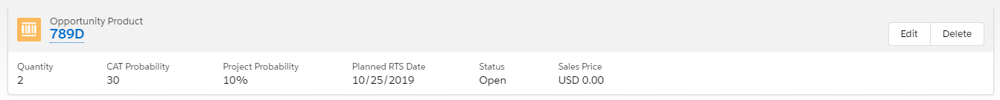 Opportunity Product
789D
Edit Delete
Quantity CAT Probability Project Probability Planned RTS Date Status Sales Price
2 30 10% 10/25/2019 Open USD 0.00